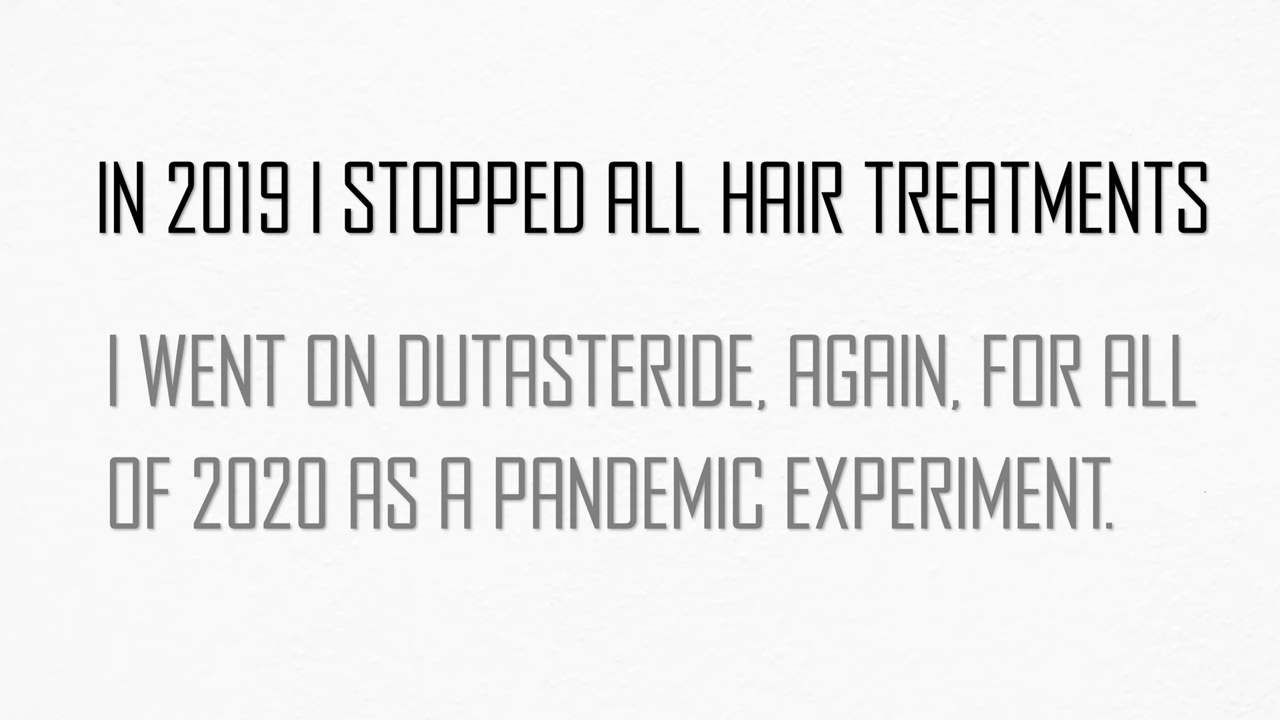 IN 2019 I STOPPED ALL HAIR TREATMENTS
I WENT ON DUTASTERIDE, AGAIN, FOR ALL
OF 2020 AS A PANDEMIC EXPERIMENT.